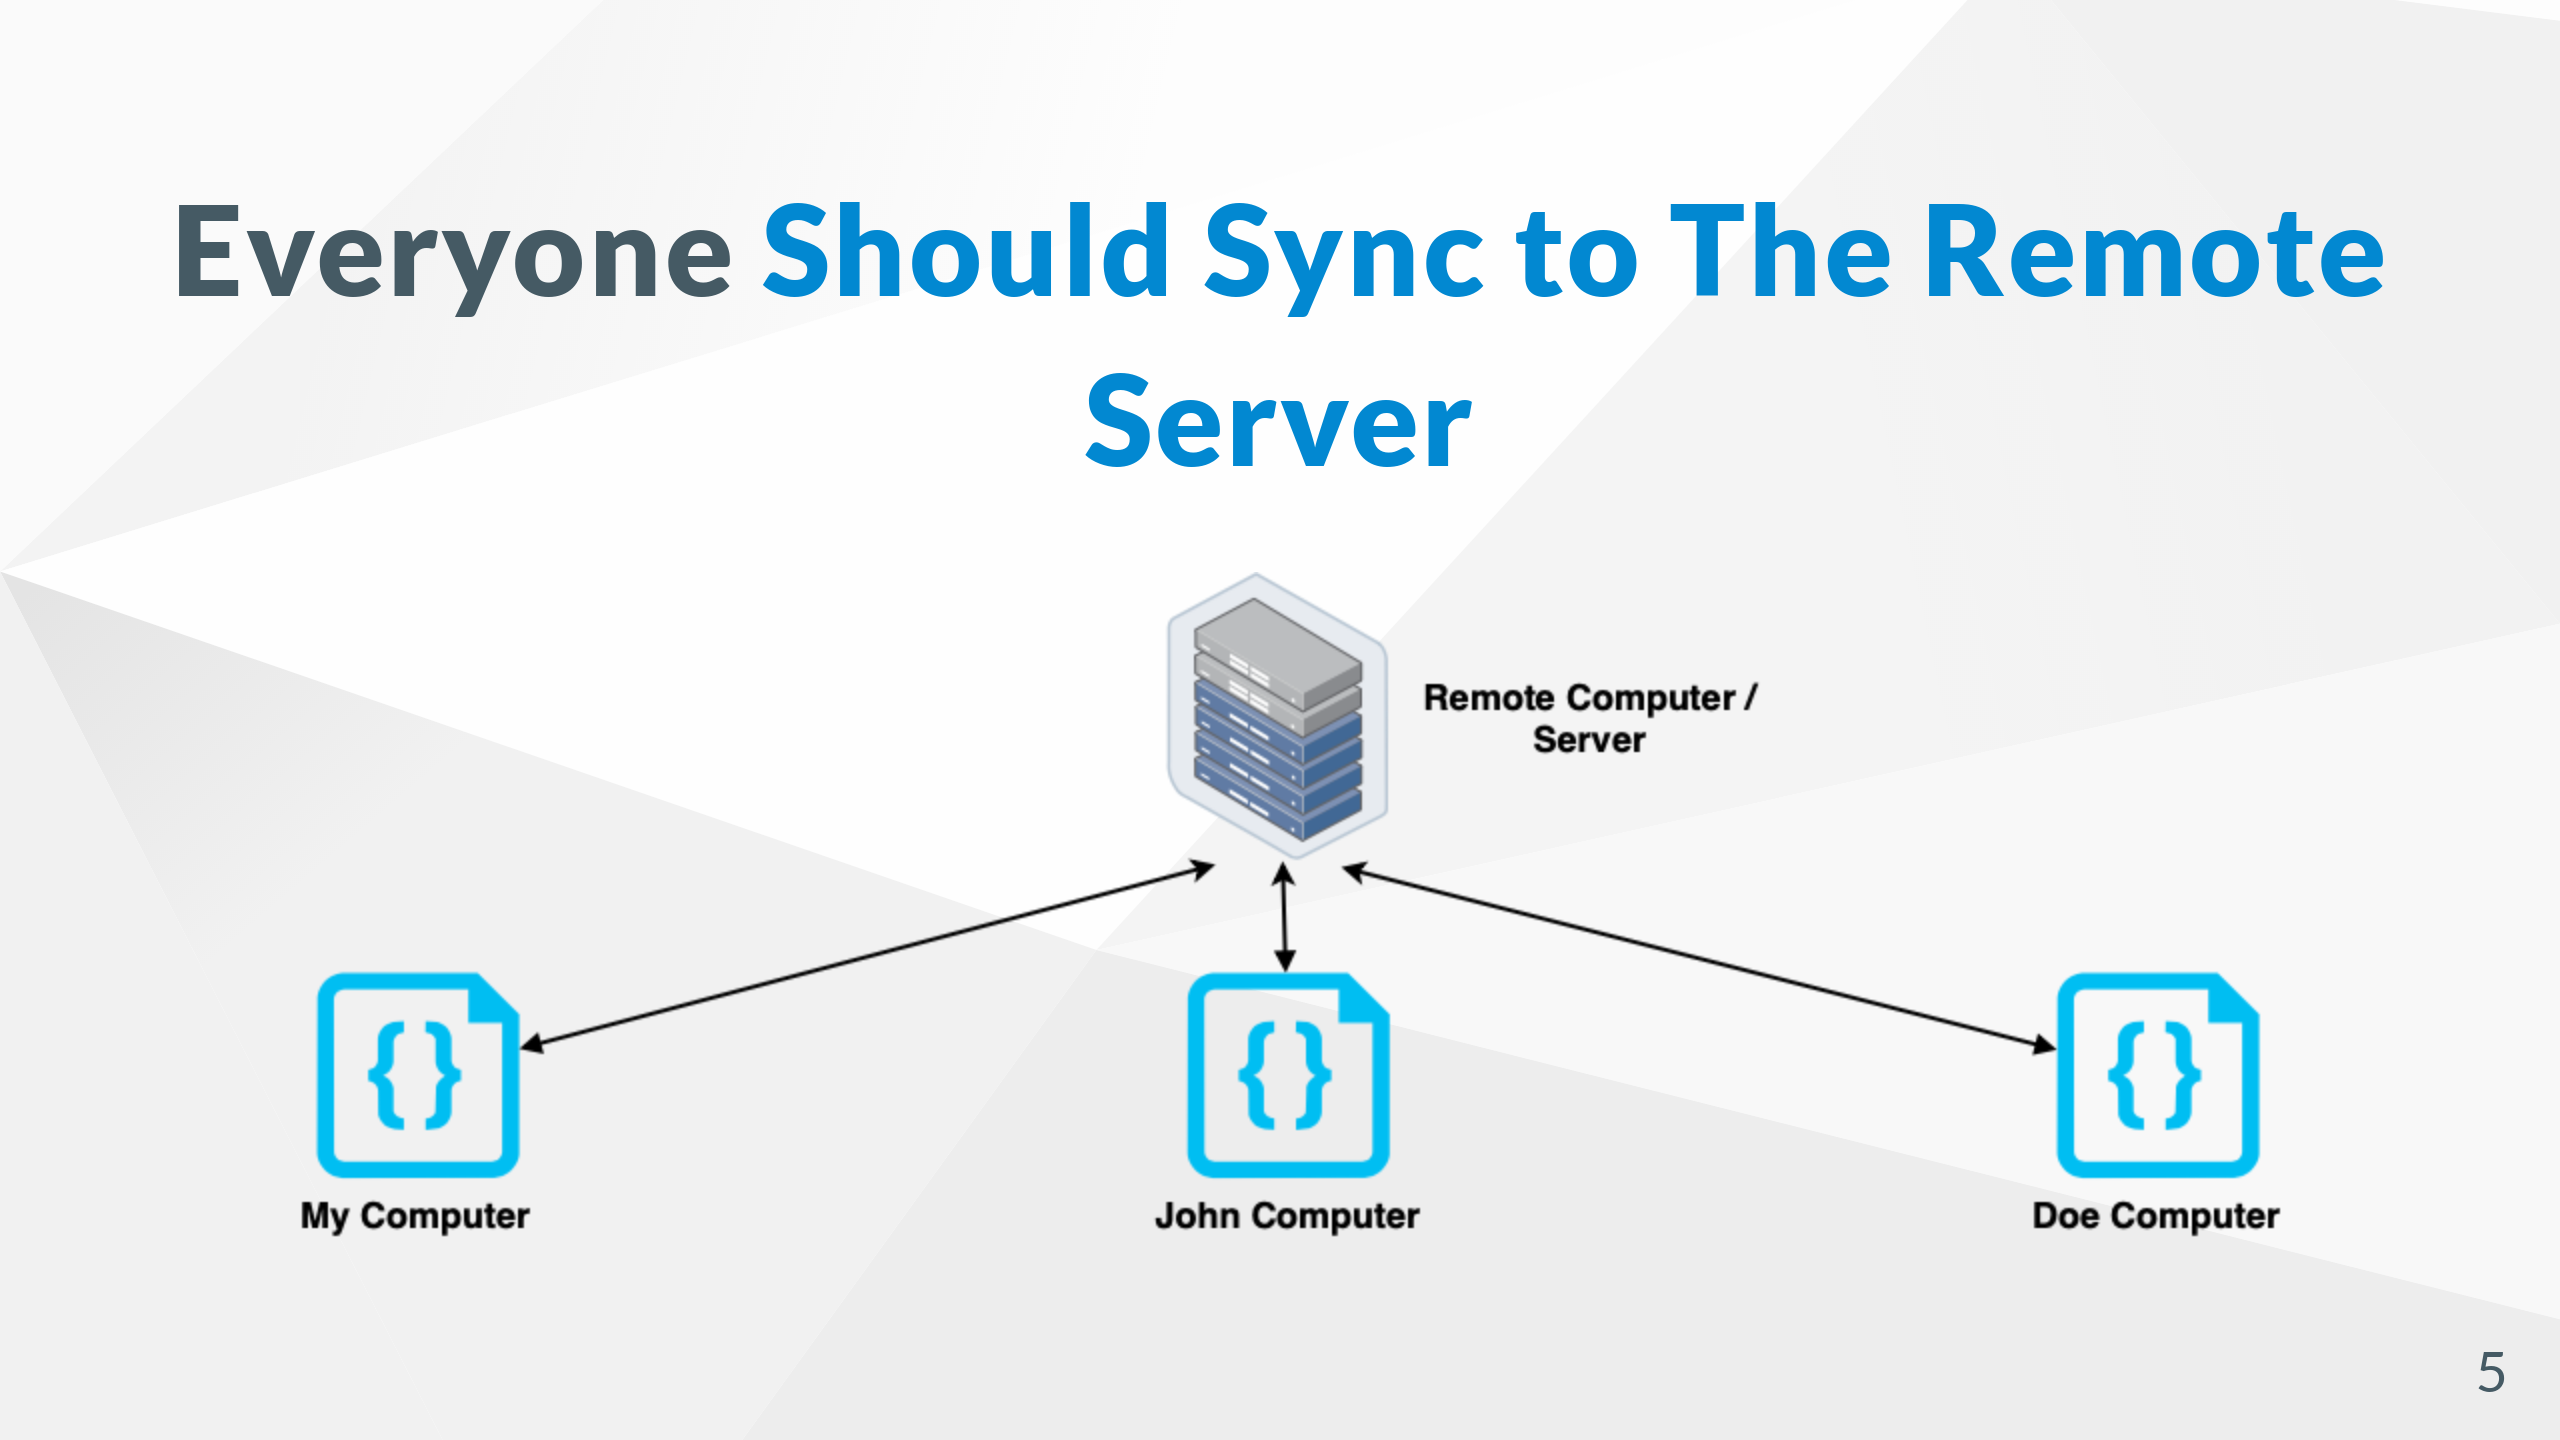 Everyone Should Sync to The Remote
Server
Remote Computer /
Server
{ }
{ }
{ }
My Computer
John Computer
Doe Computer
5